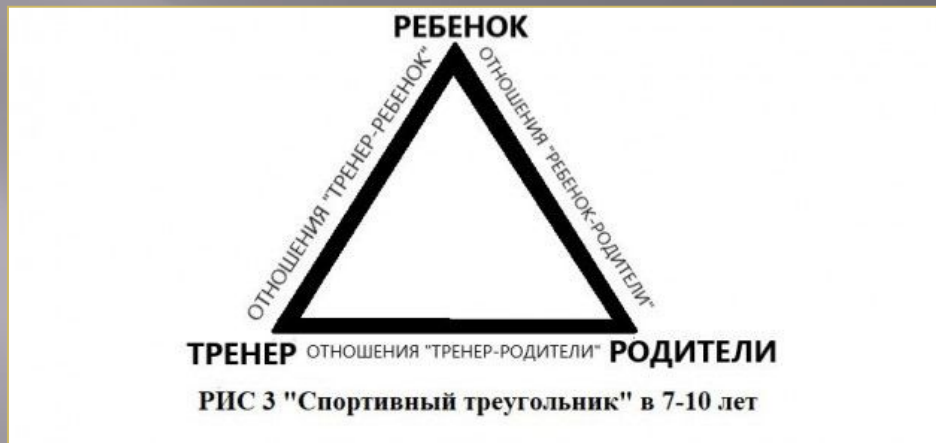 РЕБЕНОК
ОТНОШЕНИЯ "ТРЕНЕР-РЕБЕНОК"
ОТНОШЕНИЯ "РЕБЕНОК-РОДИТЕЛИ"
ТРЕНЕР ОТНОШЕНИЯ "ТРЕНЕР-РОДИТЕЛИ" РОДИТЕЛИ
РИС 3 "Спортивный треугольник" в 7-10 лет